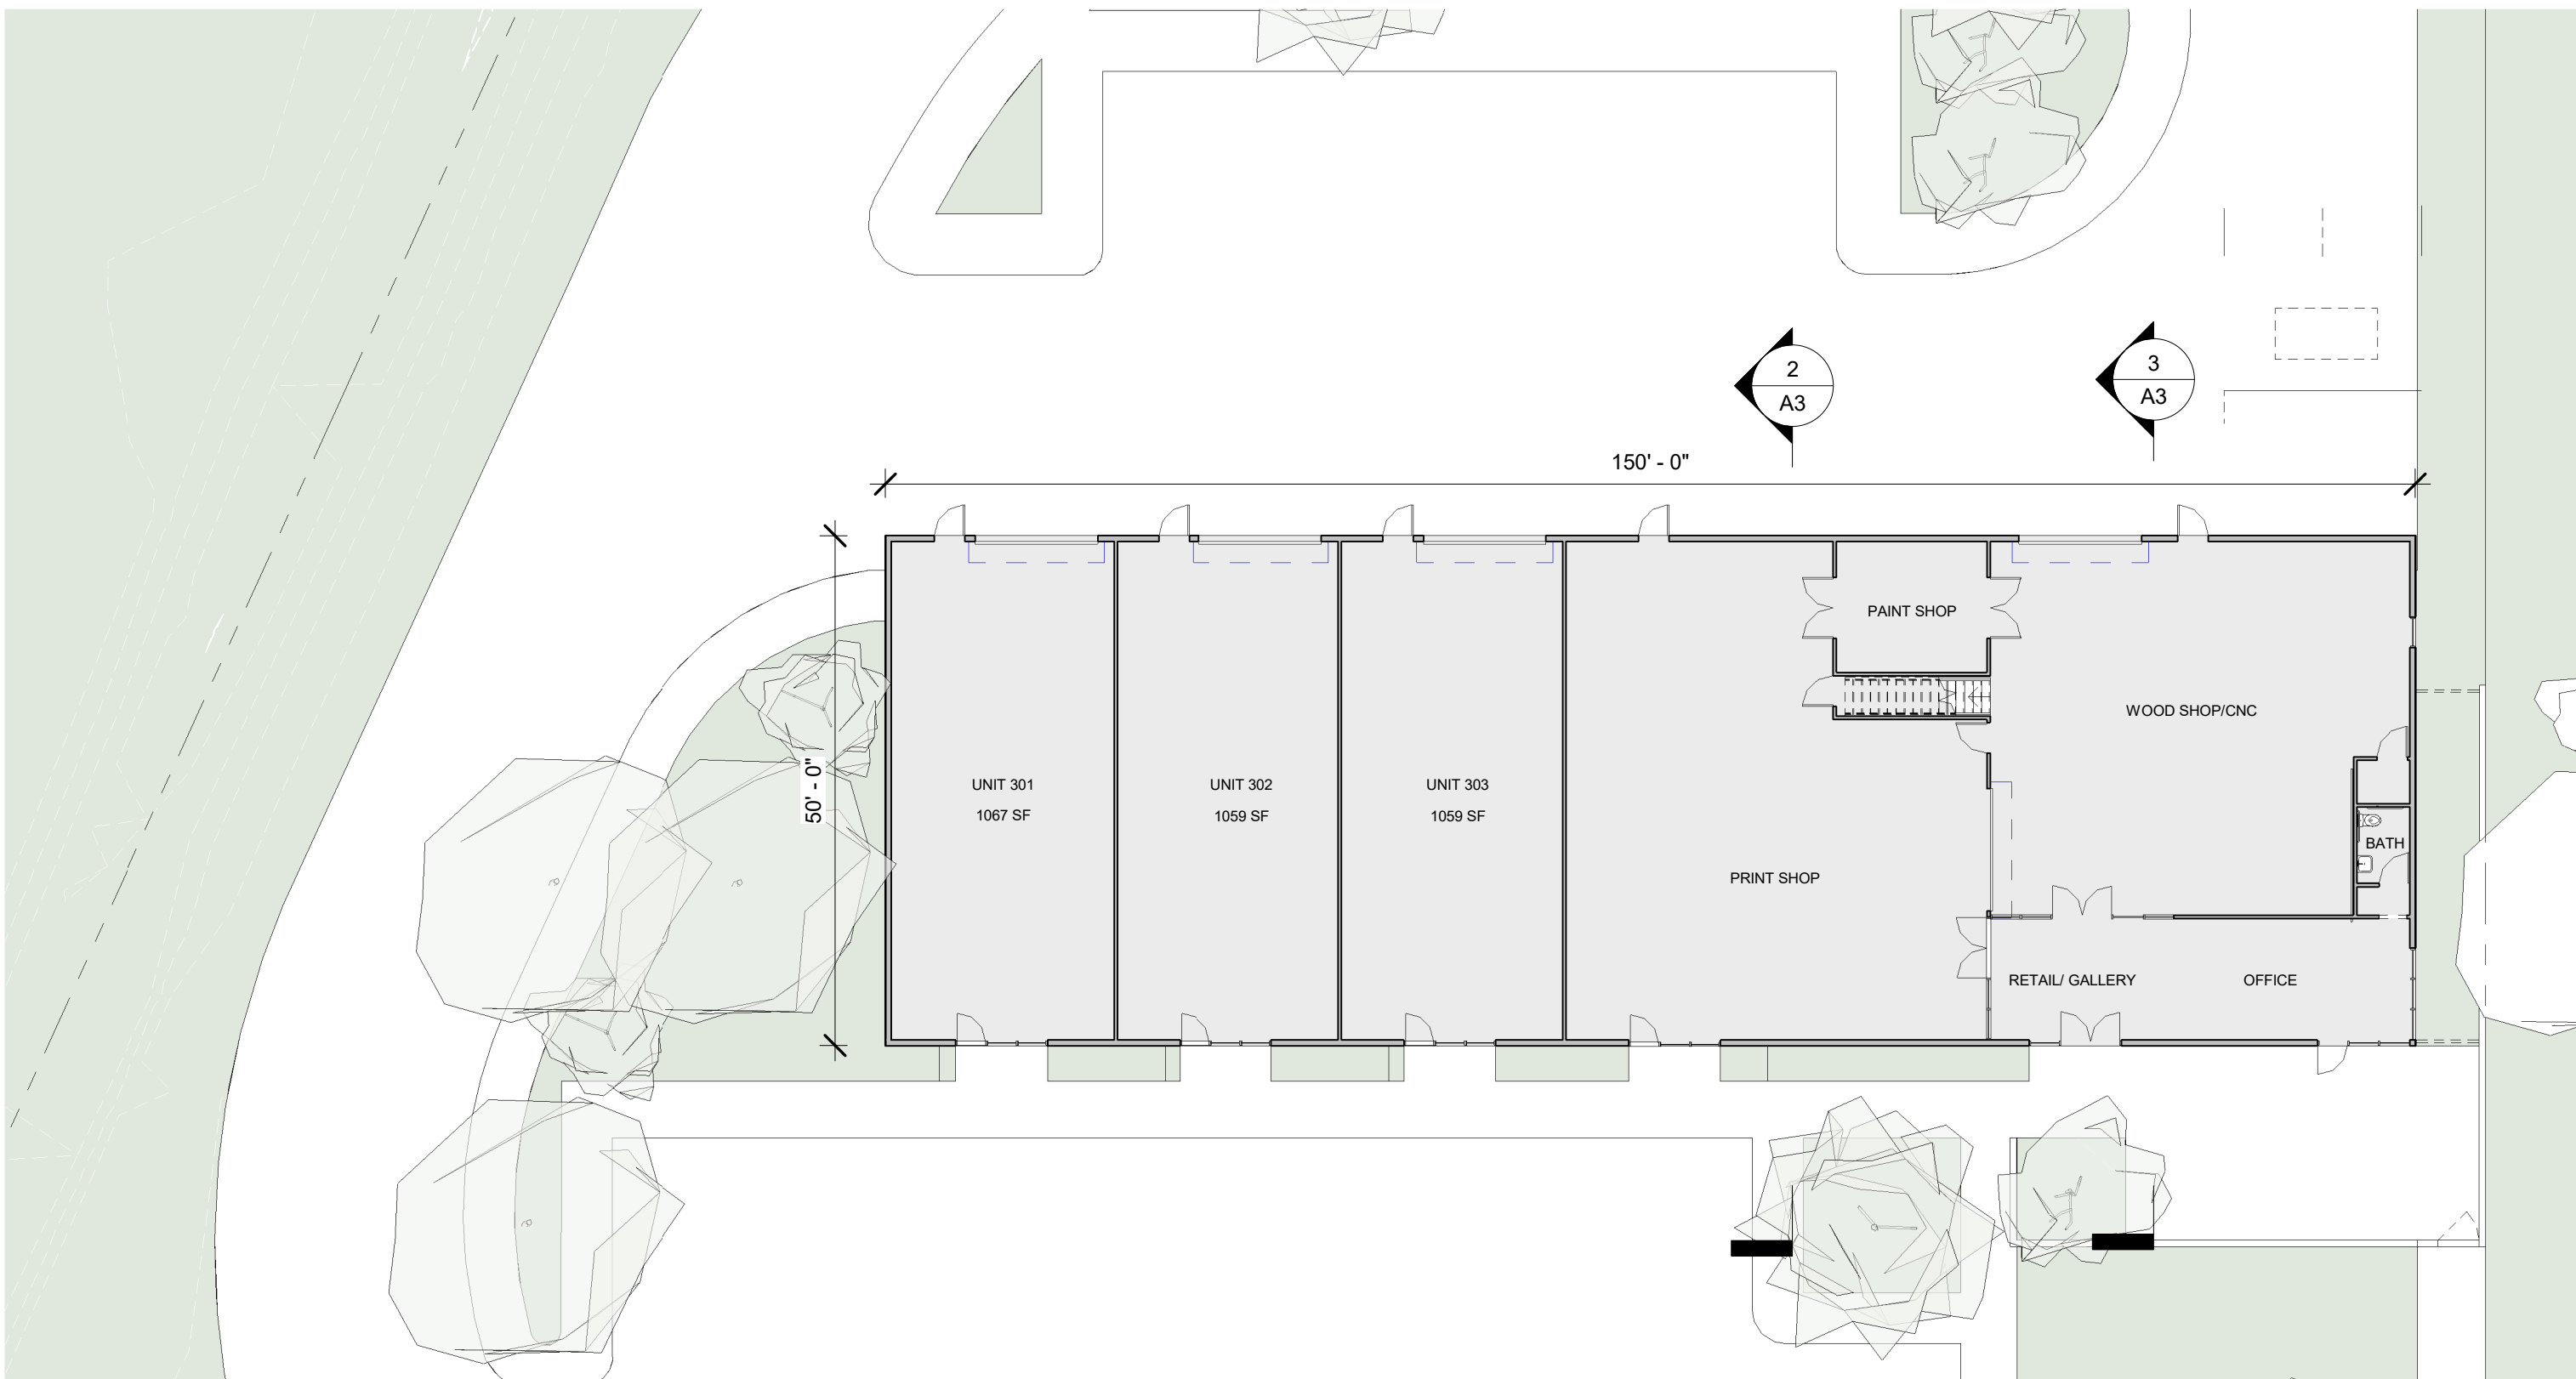 2
A3
3
A3
150' - 0"
50' - 0"
PAINT SHOP
WOOD SHOP/CNC
UNIT 301
1067 SF
UNIT 302
1059 SF
UNIT 303
1059 SF
PRINT SHOP
BATH
RETAIL/ GALLERY
OFFICE